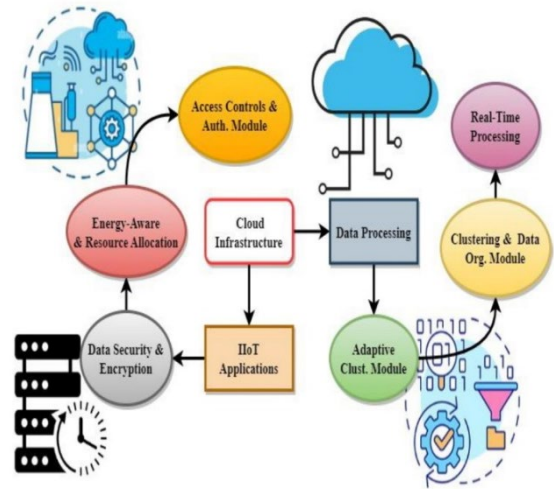 Access Controls &
Auth. Module
Real-Time
Processing
Energy-Aware
& Resource Allocation
Cloud
Infrastructure
Data Processing
Clustering & Data
Org. Module
Data Security &
Encryption
IIoT
Applications
Adaptive
Clust. Module